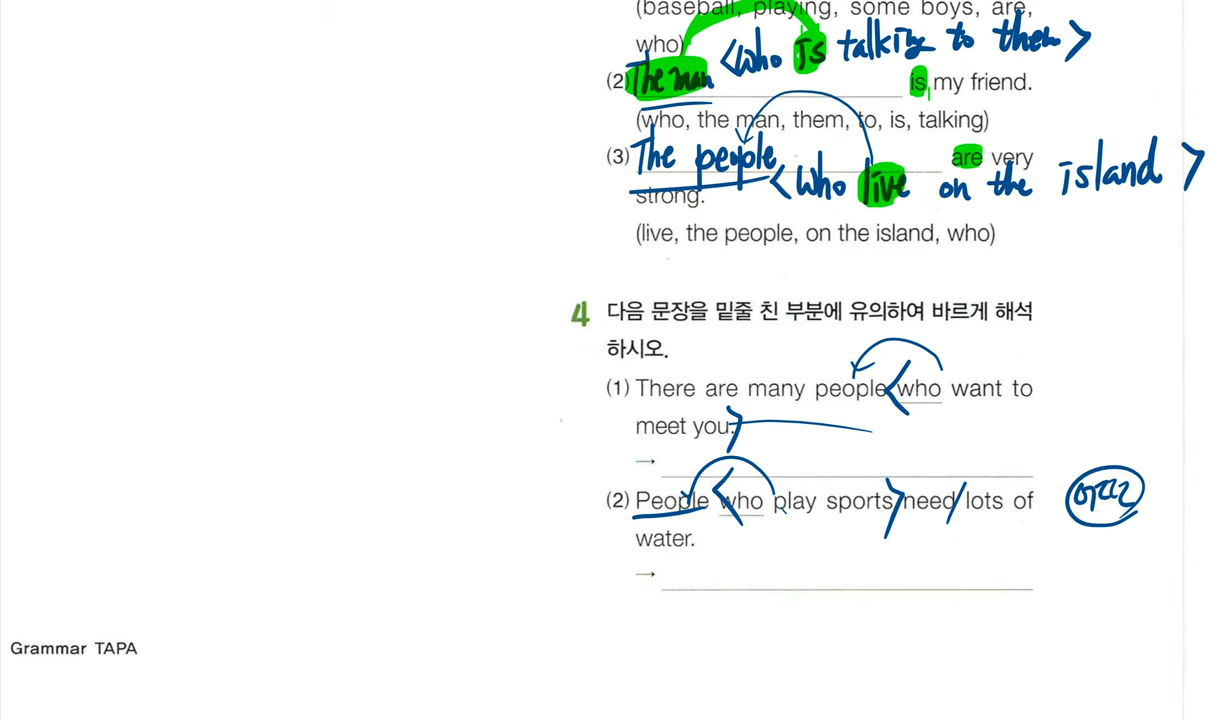 (baseball, playing, some boys, are,
who)
<who is talking to them>
(2) The man is my friend.
(who, the man, them, to, is, talking)
(3) The people are very
<who live on the island>
strong.
(live, the people, on the island, who)
4 다음 문장을 밑줄 친 부분에 유의하여 바르게 해석
하시오.
(1) There are many people <who want to
meet you.>
→
(2) People <who play sports> need / lots of
water.
→
Grammar TAPA